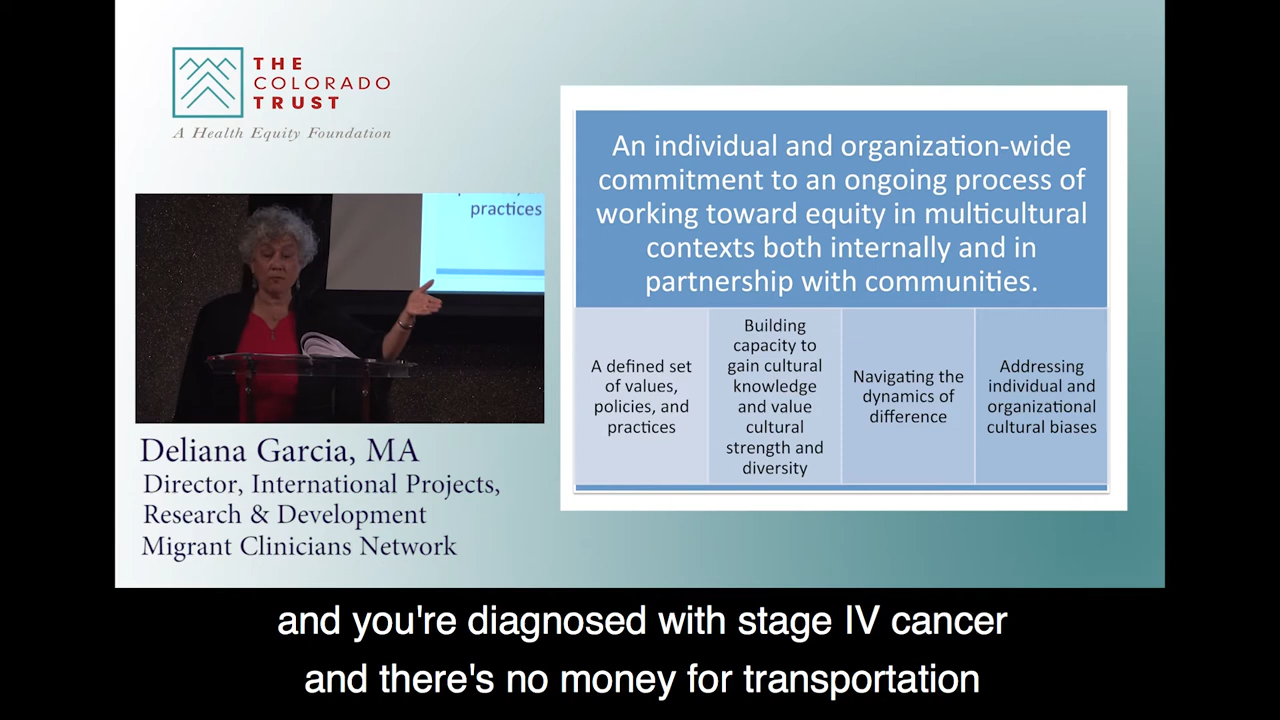 THE
COLORADO
TRUST
A Health Equity Foundation
practices
Deliana Garcia, MA
Director, International Projects,
Research & Development
Migrant Clinicians Network
An individual and organization-wide
commitment to an ongoing process of
working toward equity in multicultural
contexts both internally and in
partnership with communities.
A defined set
of values,
policies, and
practices
Building
capacity to
gain cultural
knowledge
and value
cultural
strength and
diversity
Navigating the
dynamics of
difference
Addressing
individual and
organizational
cultural biases
and you're diagnosed with stage IV cancer
and there's no money for transportation